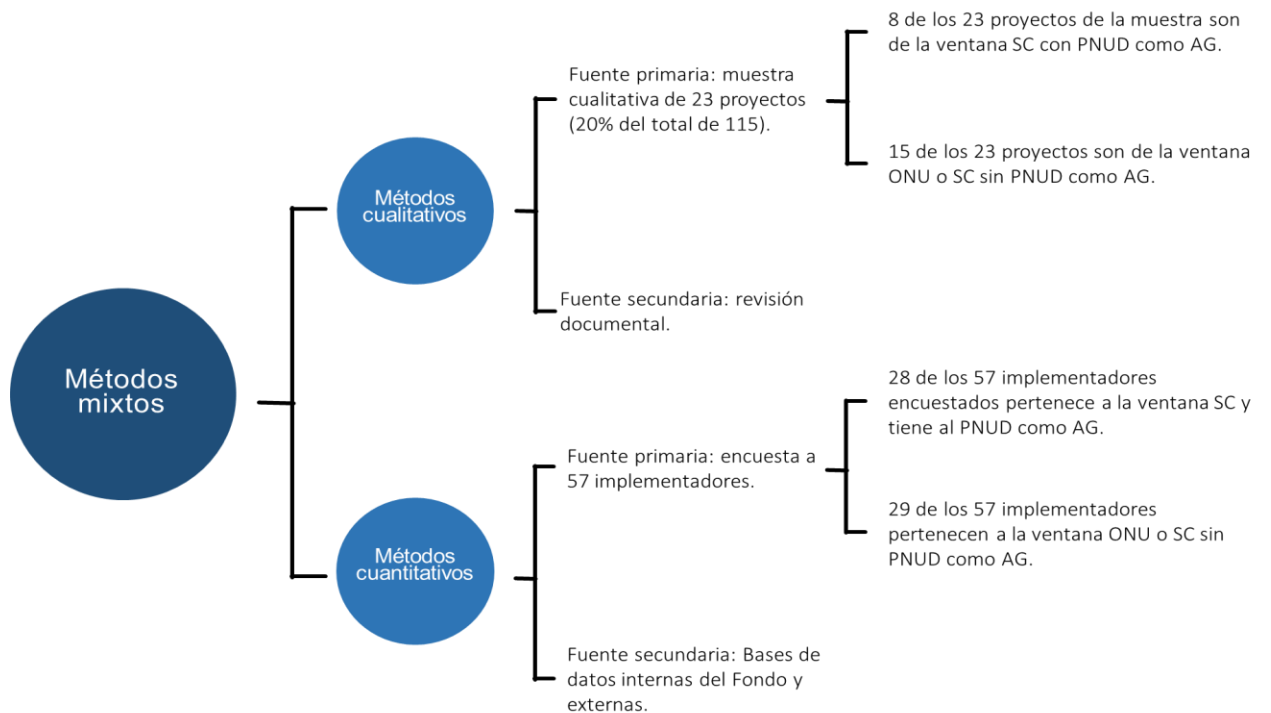 Métodos
mixtos
Métodos
cualitativos
Fuente primaria: muestra
cualitativa de 23 proyectos
(20% del total de 115).
8 de los 23 proyectos de la muestra son
de la ventana SC con PNUD como AG.
15 de los 23 proyectos son de la ventana
ONU o SC sin PNUD como AG.
Fuente secundaria: revisión
documental.
Métodos
cuantitativos
Fuente primaria: encuesta a
57 implementadores.
28 de los 57 implementadores
encuestados pertenece a la ventana SC y
tiene al PNUD como AG.
29 de los 57 implementadores
pertenecen a la ventana ONU o SC sin
PNUD como AG.
Fuente secundaria: Bases de
datos internas del Fondo y
externas.